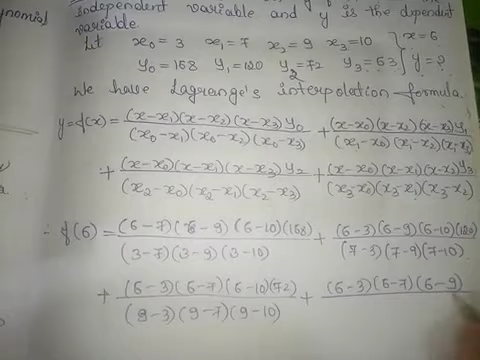 independent variable and y is the dependent
variable
Let x₀ = 3 x₁ = 7 x₂ = 9 x₃ = 10 } x = 6
y₀ = 168 y₁ = 120 y₂ = 72 y₃ = 63 } y = ?
We have Lagrange's interpolation formula
y = f(x) = (x-x₁)(x-x₂)(x-x₃)y₀ / (x₀-x₁)(x₀-x₂)(x₀-x₃) + (x-x₀)(x-x₂)(x-x₃)y₁ / (x₁-x₀)(x₁-x₂)(x₁-x₃)
+ (x-x₀)(x-x₁)(x-x₃)y₂ / (x₂-x₀)(x₂-x₁)(x₂-x₃) + (x-x₀)(x-x₁)(x-x₂)y₃ / (x₃-x₀)(x₃-x₁)(x₃-x₂)
∴ f(6) = (6-7)(6-9)(6-10)(168) / (3-7)(3-9)(3-10) + (6-3)(6-9)(6-10)(120) / (7-3)(7-9)(7-10)
+ (6-3)(6-7)(6-10)(72) / (9-3)(9-7)(9-10) + (6-3)(6-7)(6-9)